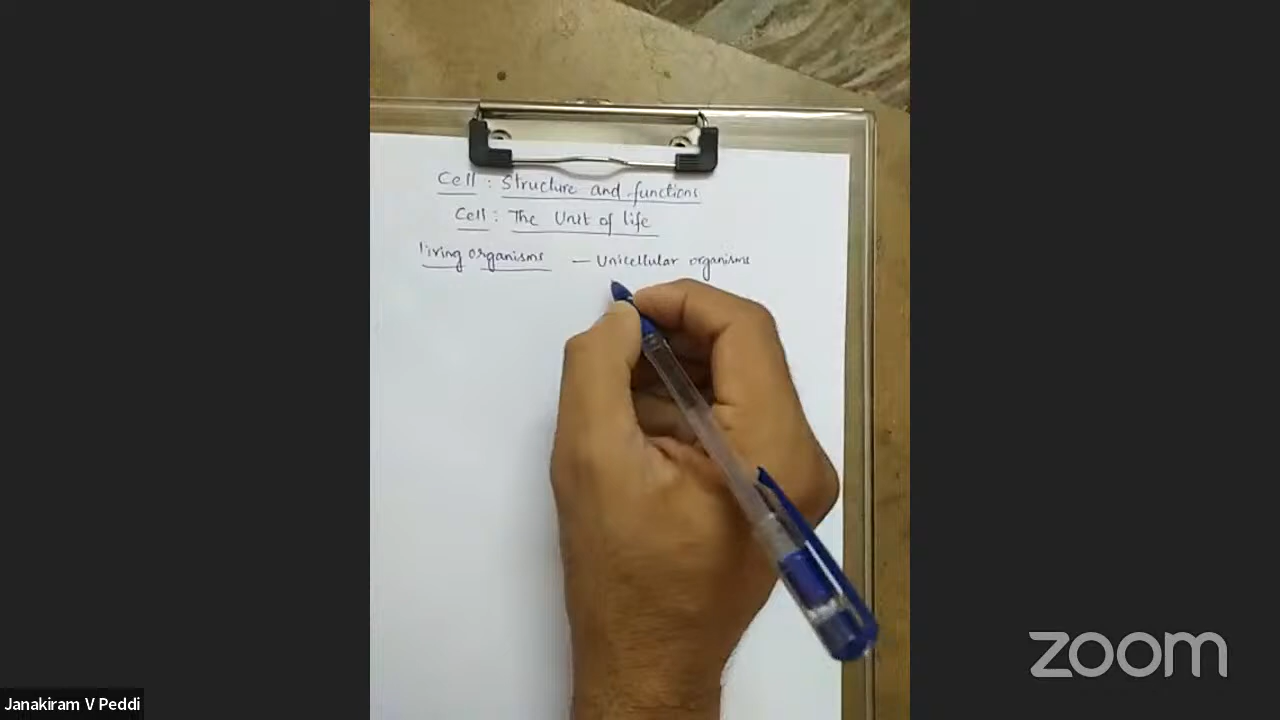 Cell : Structure and functions
Cell : The Unit of life
living organisms — Unicellular organisms
zoom
Janakiram V Peddi